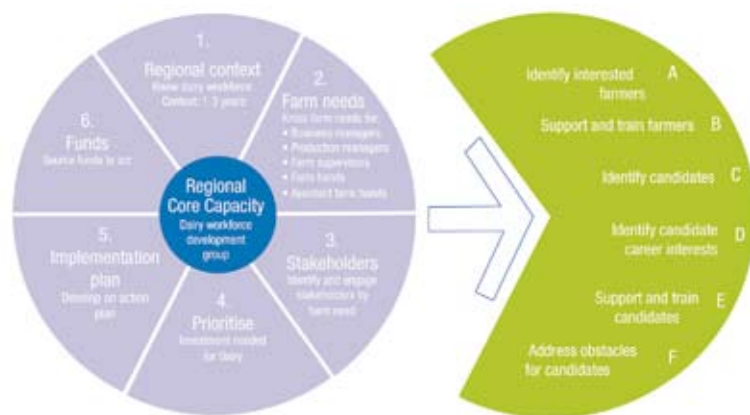 1.
Regional context
Know dairy workforce
Context: 1 3 years
2.
Farm needs
Know farm needs for
• Business managers
• Production managers
• Farm supervisors
• Farm hands
• Assistant farm hands
3.
Stakeholders
Identify and engage
stakeholders by
farm need
4.
Prioritise
Investment needed
for
5.
Implementation
plan
Develop an action
plan
6.
Funds
Source funds to act
Regional
Core Capacity
Dairy workforce
development
group
Identify interested
farmers
A
Support and train farmers
B
Identify candidates
C
Identify candidate
career interests
D
Support and train
candidates
E
Address obstacles
for candidates
F